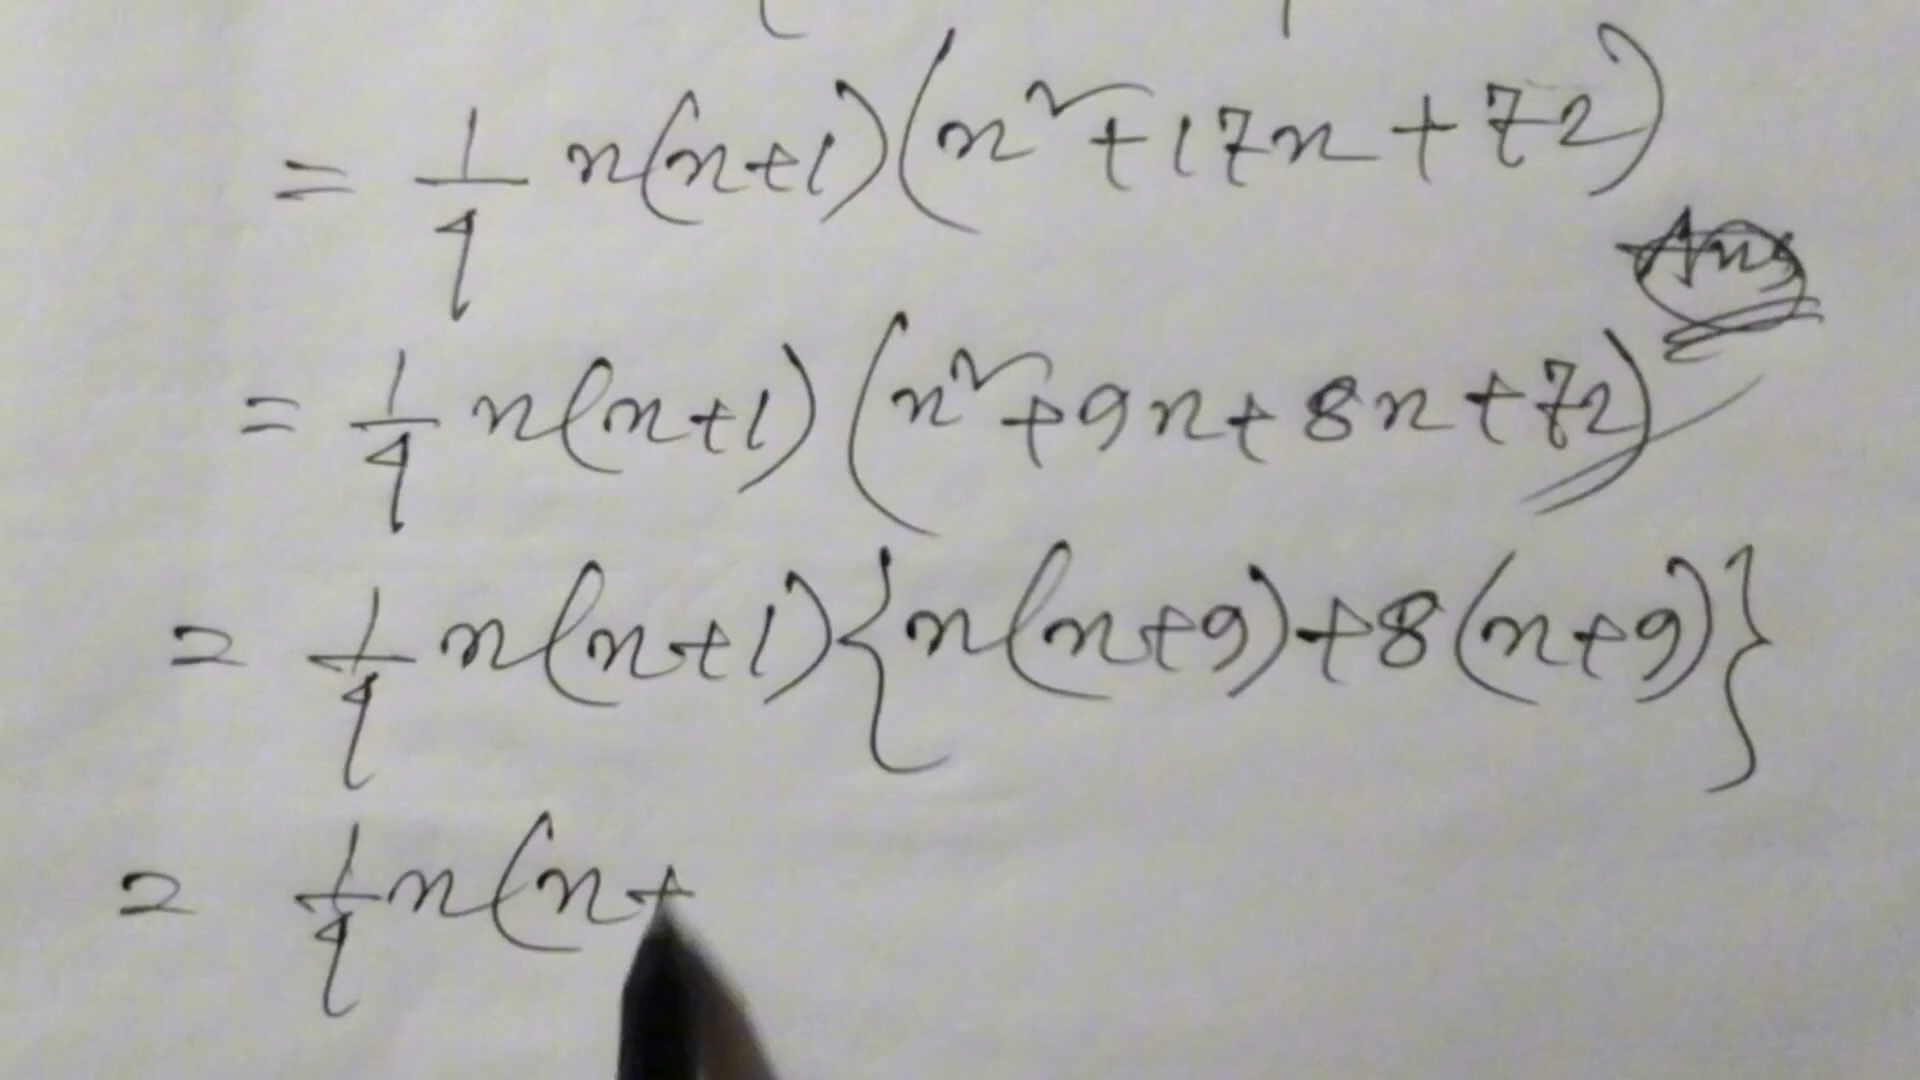 = 1/4 n(n+1)(n²+17n+72)
= 1/4 n(n+1)(n²+9n+8n+72)
= 1/4 n(n+1){n(n+9)+8(n+9)}
= 1/4 n(n+